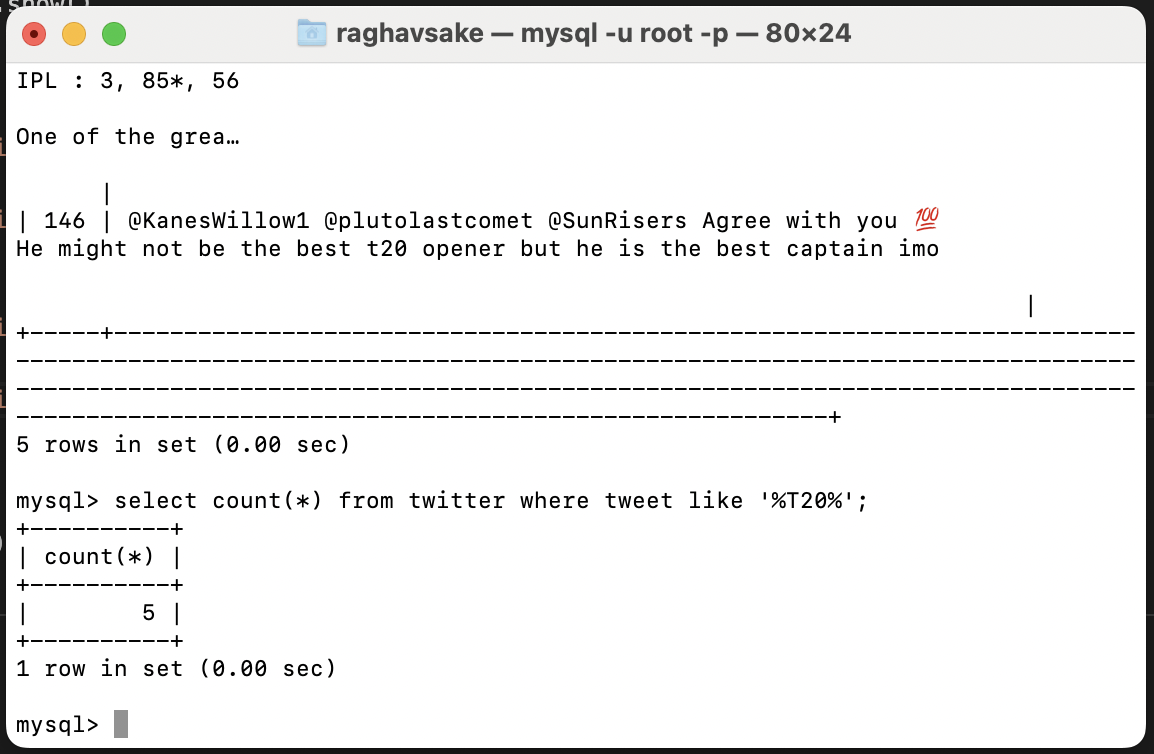 raghavsake — mysql -u root -p — 80×24
IPL : 3, 85*, 56
One of the grea…
|
| 146 | @KanesWillow1 @plutolastcomet @SunRisers Agree with you 💯
He might not be the best t20 opener but he is the best captain imo
|
+-----+-------------------------------------------------------------------------
--------------------------------------------------------------------------------
--------------------------------------------------------------------------------
----------------------------------------------------------+
5 rows in set (0.00 sec)
mysql> select count(*) from twitter where tweet like '%T20%';
+----------+
| count(*) |
+----------+
|        5 |
+----------+
1 row in set (0.00 sec)
mysql>